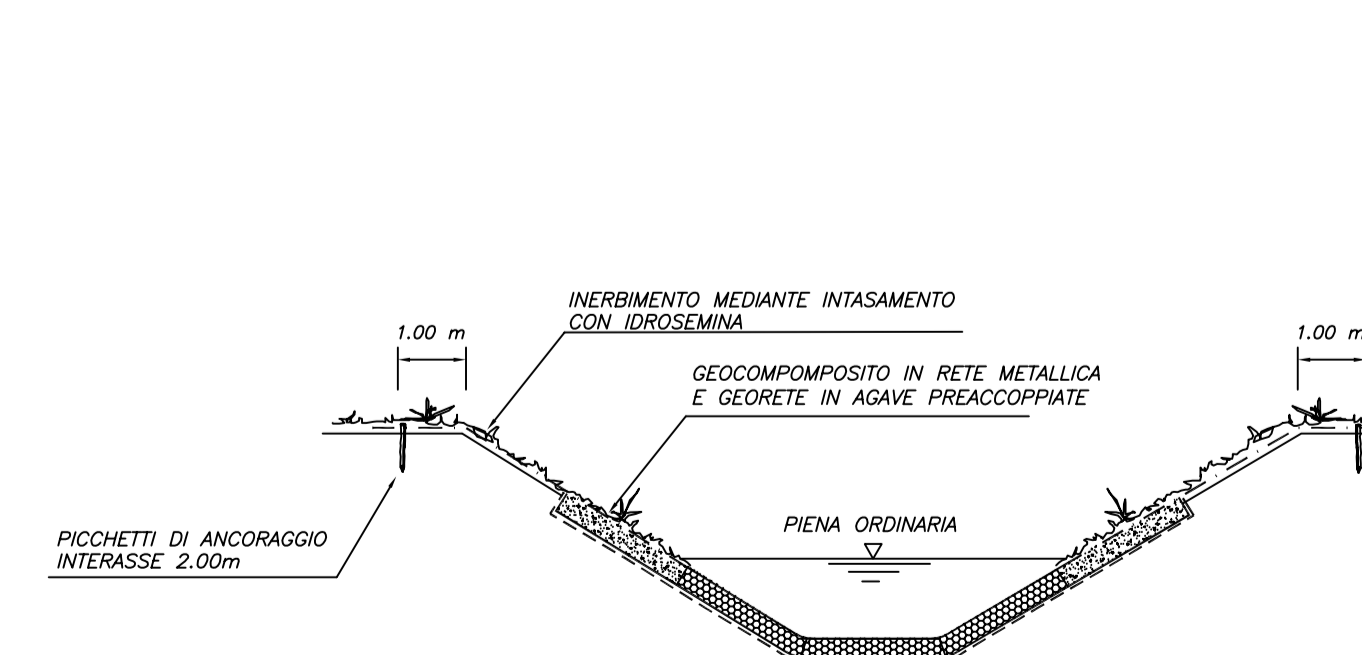 INERBIMENTO MEDIANTE INTASAMENTO
CON IDROSEMINA
1.00 m
1.00 m
GEOCOMPOMPOSITO IN RETE METALLICA
E GEORETE IN AGAVE PREACCOPPIATE
PIENA ORDINARIA
PICCHETTI DI ANCORAGGIO
INTERASSE 2.00m